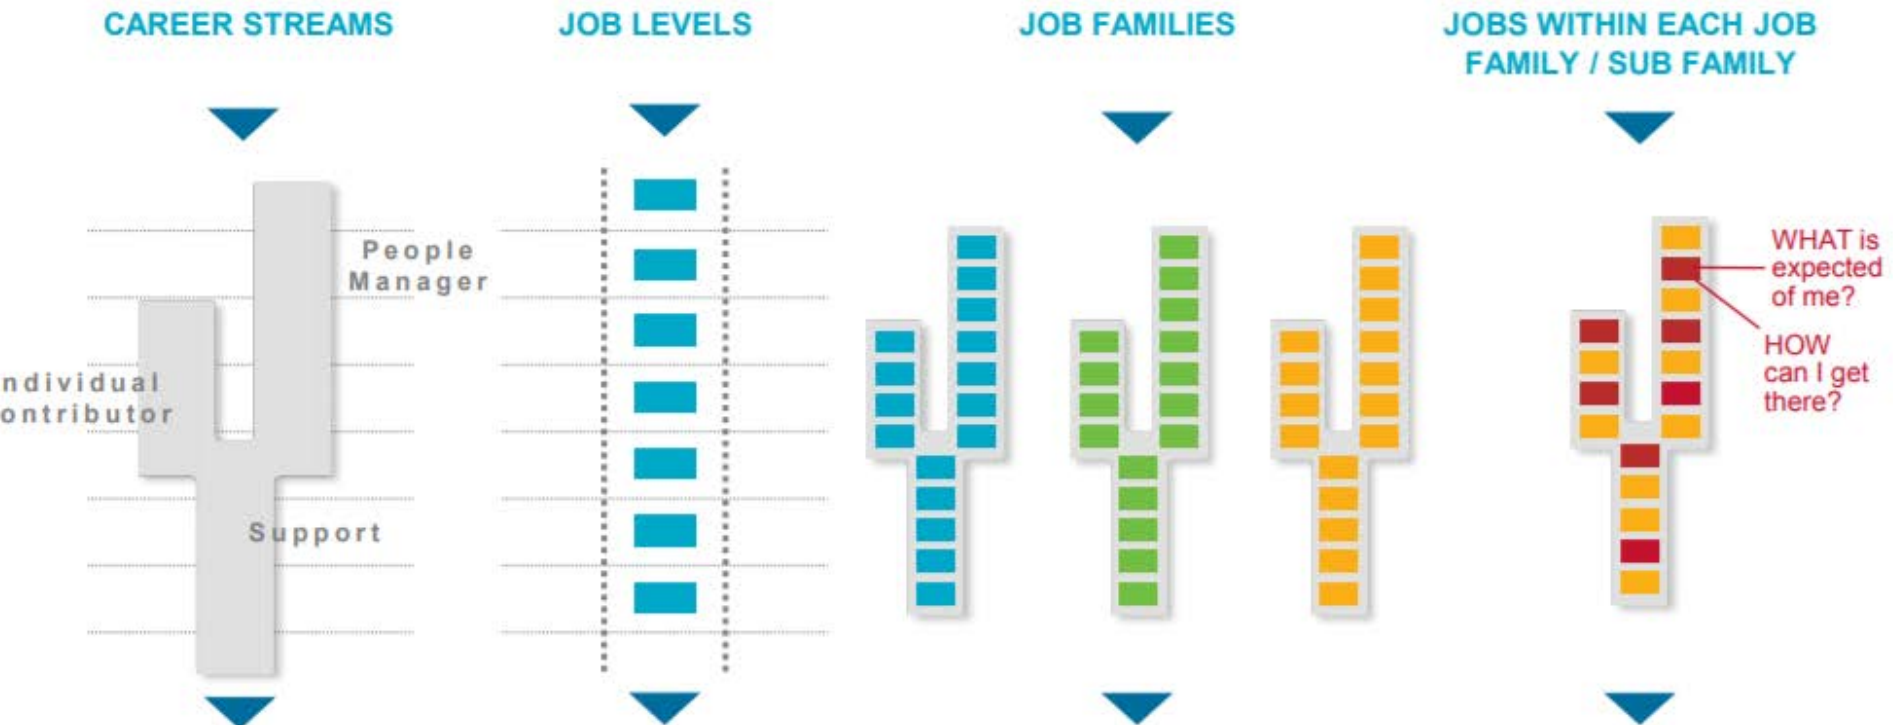 CAREER STREAMS
JOB LEVELS
JOB FAMILIES
JOBS WITHIN EACH JOB
FAMILY / SUB FAMILY
People
Manager
ndividual
ontributor
Support
WHAT is
expected
of me?
HOW
can I get
there?